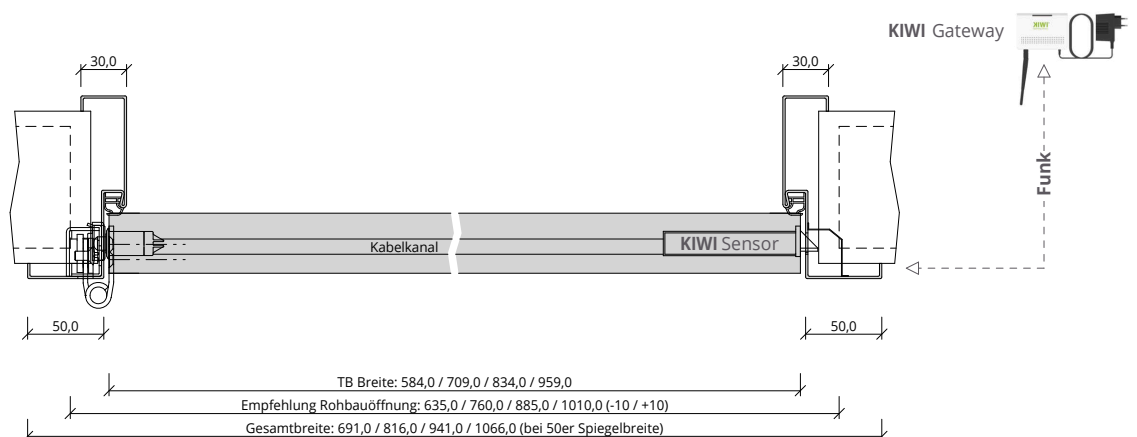 KIWI Gateway
KIWI
30,0
30,0
Funk
Kabelkanal
KIWI Sensor
50,0
50,0
TB Breite: 584,0 / 709,0 / 834,0 / 959,0
Empfehlung Rohbauöffnung: 635,0 / 760,0 / 885,0 / 1010,0 (-10 / +10)
Gesamtbreite: 691,0 / 816,0 / 941,0 / 1066,0 (bei 50er Spiegelbreite)